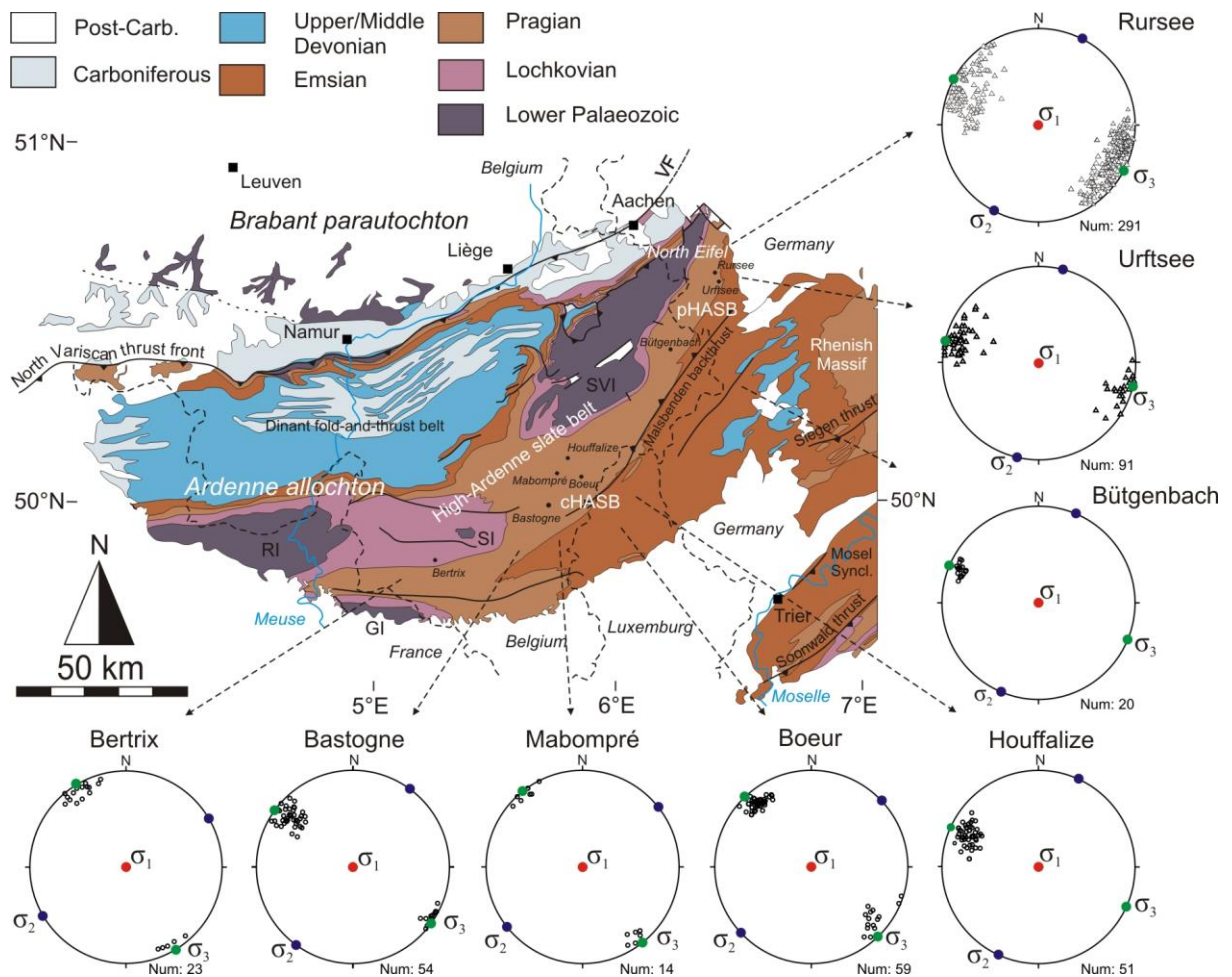 Post-Carb.
Carboniferous
Upper/Middle
Devonian
Emsian
Pragian
Lochkovian
Lower Palaeozoic
51°N
Leuven
Brabant parautochton
Belgium
VF
Aachen
Liège
North Eifel
Germany
Rursee
Urftsee
pHASB
Namur
Bütgenbach
Rhenish
Massif
North Variscan thrust front
SVI
Malsbenden backthrust
Dinant fold-and-thrust belt
Siegen thrust
High-Ardenne slate belt
Houffalize
Mabompré
Boeur
50°N
Ardenne allochton
cHASB
50°N
Bastogne
Germany
N
RI
SI
Mosel
Syncl.
Bertrix
Meuse
GI
Trier
Luxemburg
Belgium
Soonwald thrust
France
50 km
Moselle
5°E
6°E
7°E
N
Rursee
σ1
σ3
σ2
Num: 291
N
Urftsee
σ1
σ3
σ2
Num: 91
N
Bütgenbach
σ1
σ3
σ2
Num: 20
Bertrix
N
σ1
σ2
σ3
Num: 23
Bastogne
N
σ1
σ3
σ2
Num: 54
Mabompré
N
σ1
σ2
σ3
Num: 14
Boeur
N
σ1
σ2
σ3
Num: 59
Houffalize
N
σ1
σ3
σ2
Num: 51